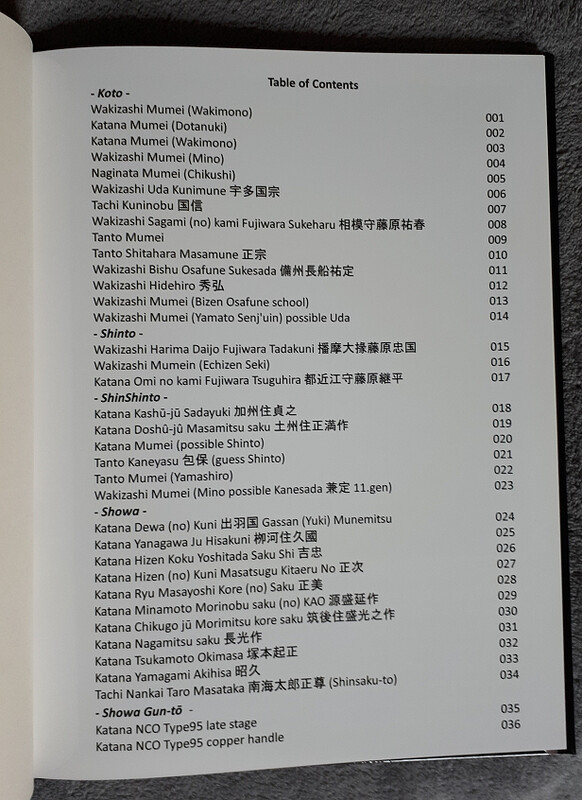 Table of Contents
- Koto -
Wakizashi Mumei (Wakimono) 001
Katana Mumei (Dotanuki) 002
Katana Mumei (Wakimono) 003
Wakizashi Mumei (Mino) 004
Naginata Mumei (Chikushi) 005
Wakizashi Uda Kunimune 宇多国宗 006
Tachi Kuninobu 国信 007
Wakizashi Sagami (no) kami Fujiwara Sukeharu 相模守藤原祐春 008
Tanto Mumei 009
Tanto Shitahara Masamune 正宗 010
Wakizashi Bishu Osafune Sukesada 備州長船祐定 011
Wakizashi Hidehiro 秀弘 012
Wakizashi Mumei (Bizen Osafune school) 013
Wakizashi Mumei (Yamato Senj'uin) possible Uda 014
- Shinto -
Wakizashi Harima Daijo Fujiwara Tadakuni 播摩大掾藤原忠国 015
Wakizashi Mumein (Echizen Seki) 016
Katana Omi no kami Fujiwara Tsuguhira 都近江守藤原継平 017
- ShinShinto -
Katana Kashū-jū Sadayuki 加州住貞之 018
Katana Doshû-jû Masamitsu saku 土州住正満作 019
Katana Mumei (possible Shinto) 020
Tanto Kaneyasu 包保 (guess Shinto) 021
Tanto Mumei (Yamashiro) 022
Wakizashi Mumei (Mino possible Kanesada 兼定 11.gen) 023
- Showa -
Katana Dewa (no) Kuni 出羽国 Gassan (Yuki) Munemitsu 024
Katana Yanagawa Ju Hisakuni 栁河住久國 025
Katana Hizen Koku Yoshitada Saku Shi 吉忠 026
Katana Hizen (no) Kuni Masatsugu Kitaeru No 正次 027
Katana Ryu Masayoshi Kore (no) Saku 正美 028
Katana Minamoto Morinobu saku (no) KAO 源盛延作 029
Katana Chikugo jū Morimitsu kore saku 筑後住盛光之作 030
Katana Nagamitsu saku 長光作 031
Katana Tsukamoto Okimasa 塚本起正 032
Katana Yamagami Akihisa 昭久 033
Tachi Nankai Taro Masataka 南海太郎正尊 (Shinsaku-to) 034
- Showa Gun-tō -
Katana NCO Type95 late stage 035
Katana NCO Type95 copper handle 036